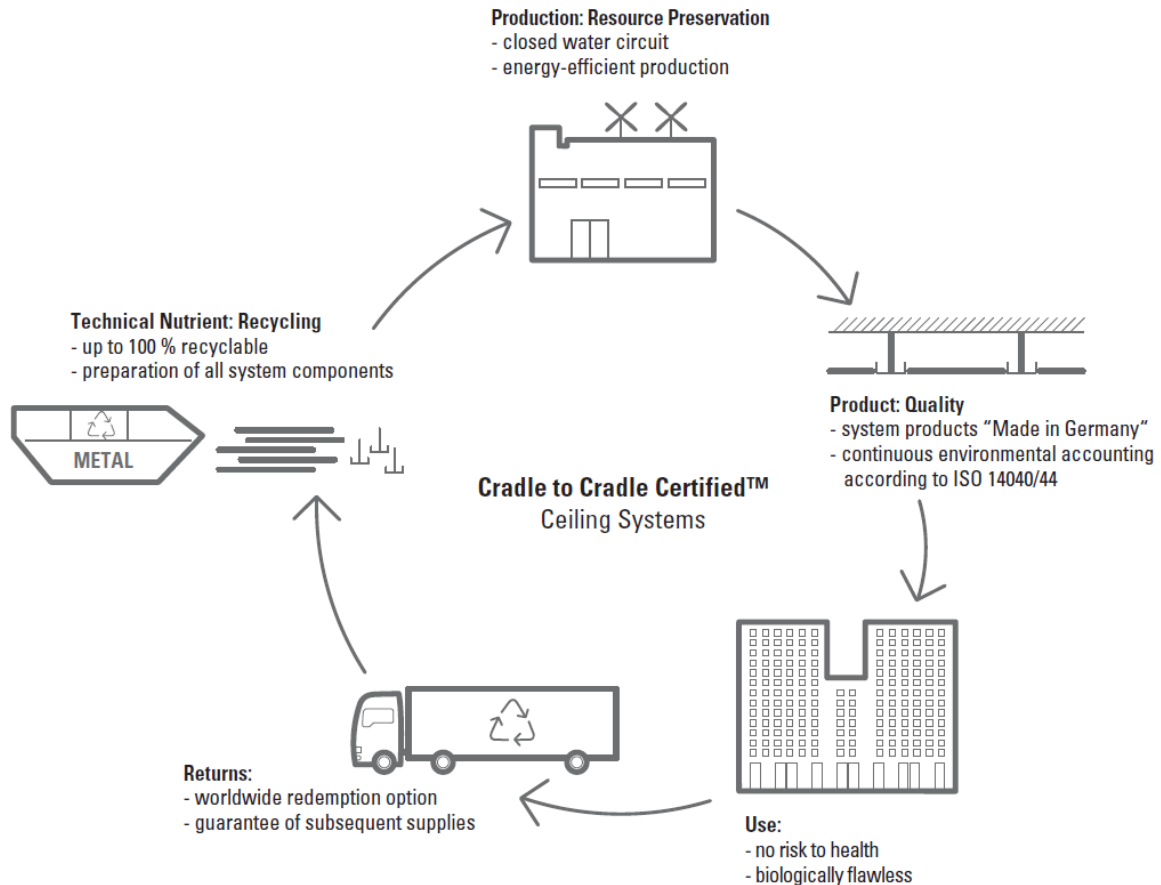 Production: Resource Preservation
- closed water circuit
- energy-efficient production
Technical Nutrient: Recycling
- up to 100 % recyclable
- preparation of all system components
METAL
Product: Quality
- system products “Made in Germany“
- continuous environmental accounting
according to ISO 14040/44
Cradle to Cradle Certified™
Ceiling Systems
Returns:
- worldwide redemption option
- guarantee of subsequent supplies
Use:
- no risk to health
- biologically flawless